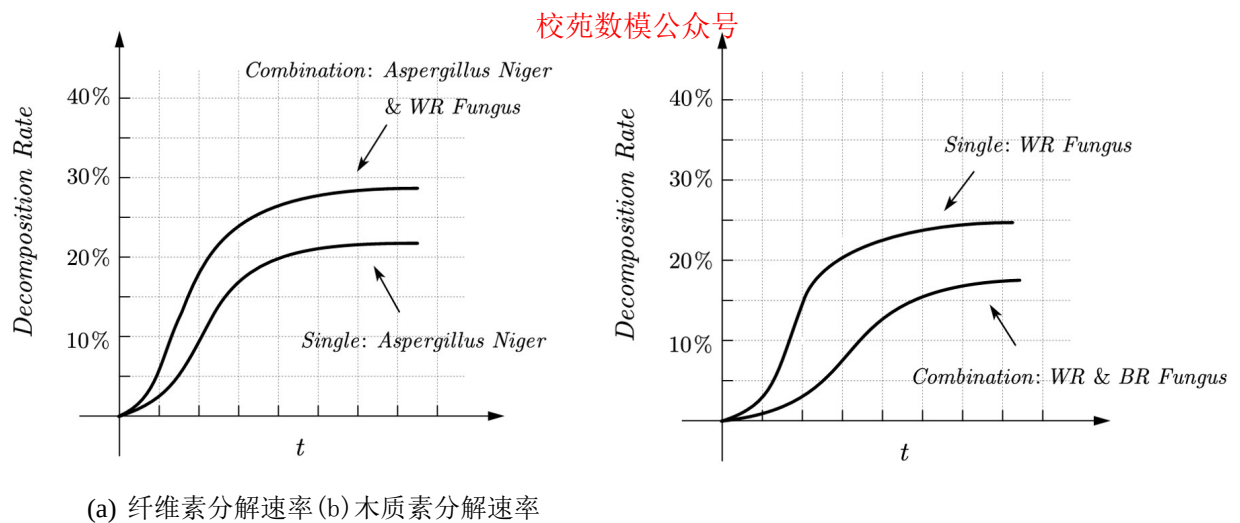 校苑数模公众号
Combination: Aspergillus Niger
& WR Fungus
Decomposition Rate
40%
30%
20%
10%
Single: Aspergillus Niger
t
Decomposition Rate
40%
30%
20%
10%
Single: WR Fungus
Combination: WR & BR Fungus
t
(a) 纤维素分解速率(b)木质素分解速率